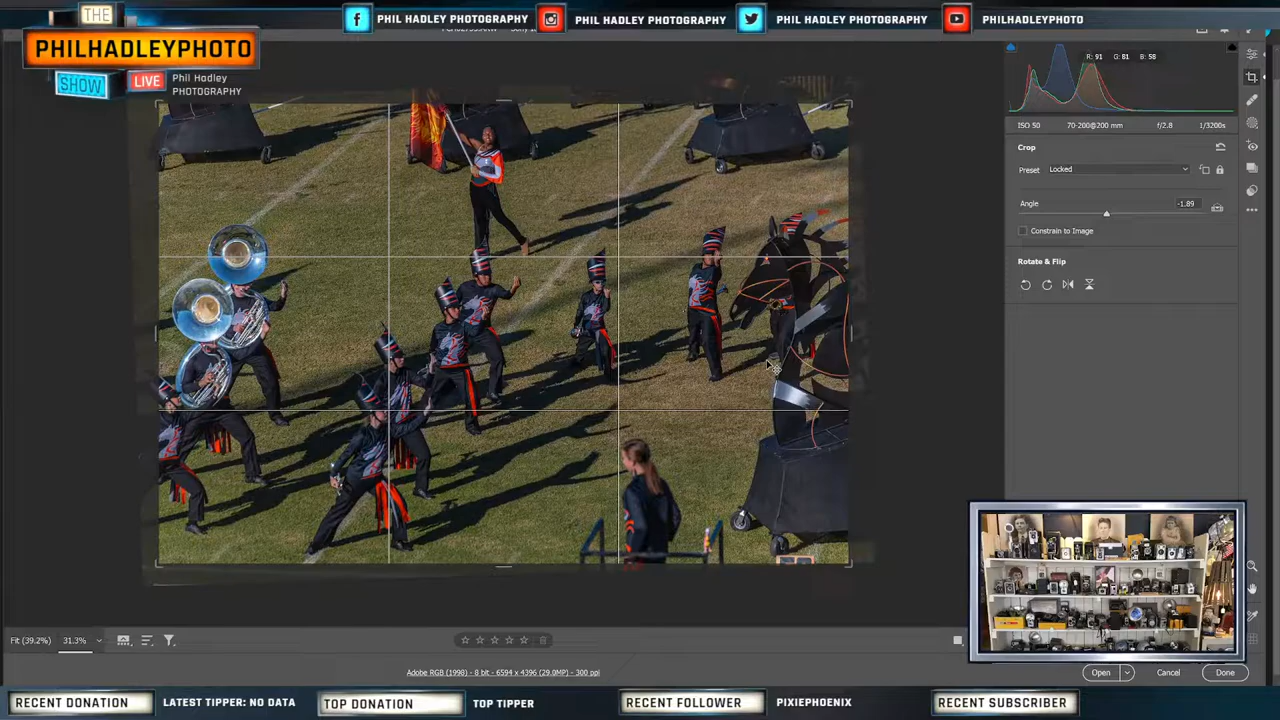 THE
PHILHADLEYPHOTO
SHOW
LIVE
Phil Hadley
PHOTOGRAPHY
PHIL HADLEY PHOTOGRAPHY
PHIL HADLEY PHOTOGRAPHY
PHIL HADLEY PHOTOGRAPHY
PHILHADLEYPHOTO
R: 91 G: 81 B: 58
ISO 50 70-200@200 mm f/2.8 1/3200s
Crop
Preset Locked
Angle -1.89
Constrain to Image
Rotate & Flip
Fit (39.2%) 31.3%
Adobe RGB (1998) - 8 bit - 6594 x 4396 (29.0MP) - 300 ppi
Open Cancel Done
RECENT DONATION LATEST TIPPER: NO DATA TOP DONATION TOP TIPPER RECENT FOLLOWER PIXIEPHOENIX RECENT SUBSCRIBER